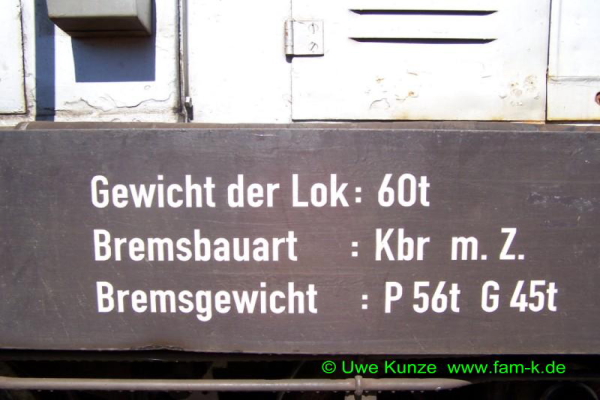 Gewicht der Lok: 60t
Bremsbauart : Kbr m. Z.
Bremsgewicht : P 56t G 45t
© Uwe Kunze www.fam-k.de